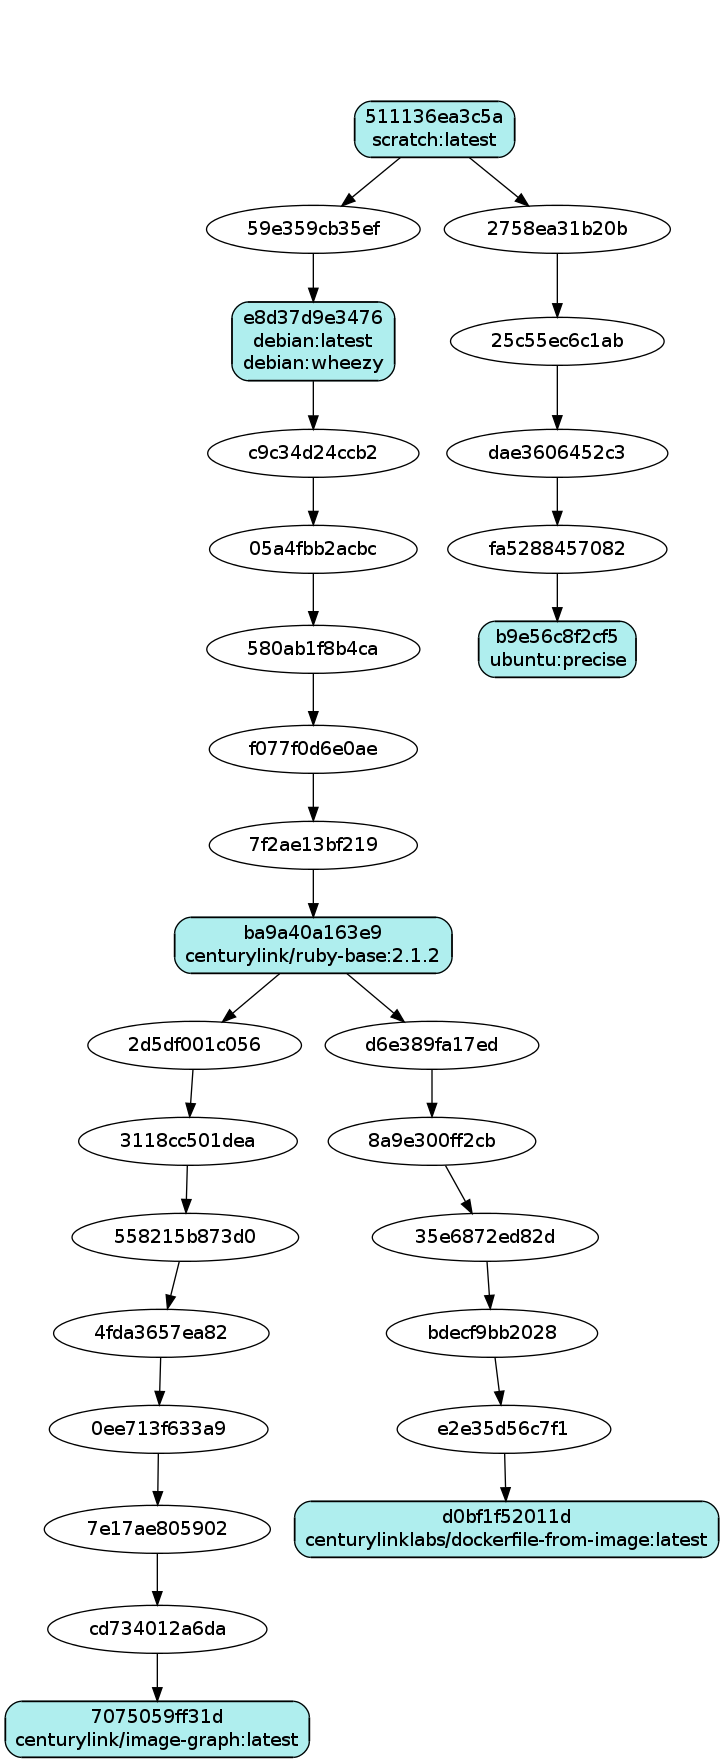 511136ea3c5a
scratch:latest
59e359cb35ef
2758ea31b20b
e8d37d9e3476
debian:latest
debian:wheezy
25c55ec6c1ab
c9c34d24ccb2
dae3606452c3
05a4fbb2acbc
fa5288457082
580ab1f8b4ca
b9e56c8f2cf5
ubuntu:precise
f077f0d6e0ae
7f2ae13bf219
ba9a40a163e9
centurylink/ruby-base:2.1.2
2d5df001c056
d6e389fa17ed
3118cc501dea
8a9e300ff2cb
558215b873d0
35e6872ed82d
4fda3657ea82
bdecf9bb2028
0ee713f633a9
e2e35d56c7f1
7e17ae805902
d0bf1f52011d
centurylinklabs/dockerfile-from-image:latest
cd734012a6da
7075059ff31d
centurylink/image-graph:latest